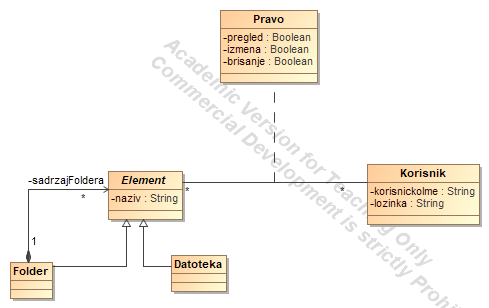 Pravo
-pregled : Boolean
-izmena : Boolean
-brisanje : Boolean
Academic Version for Teaching Only
Commercial Development is strictly Prohi
-sadrzajFoldera
*
1
Element
-naziv : String
*
*
Korisnik
-korisnickoIme : String
-lozinka : String
Folder
Datoteka